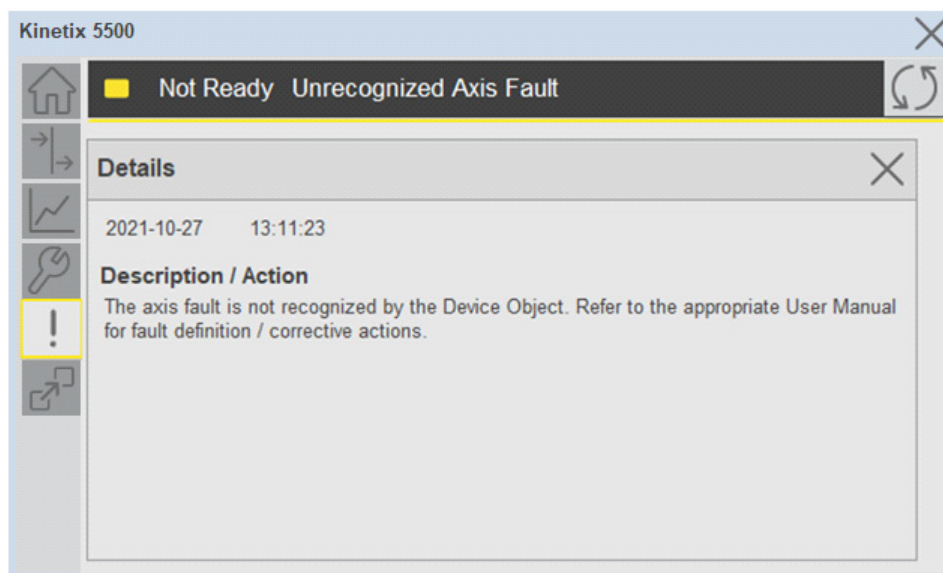 Kinetix 5500
Not Ready Unrecognized Axis Fault
Details
2021-10-27 13:11:23
Description / Action
The axis fault is not recognized by the Device Object. Refer to the appropriate User Manual
for fault definition / corrective actions.